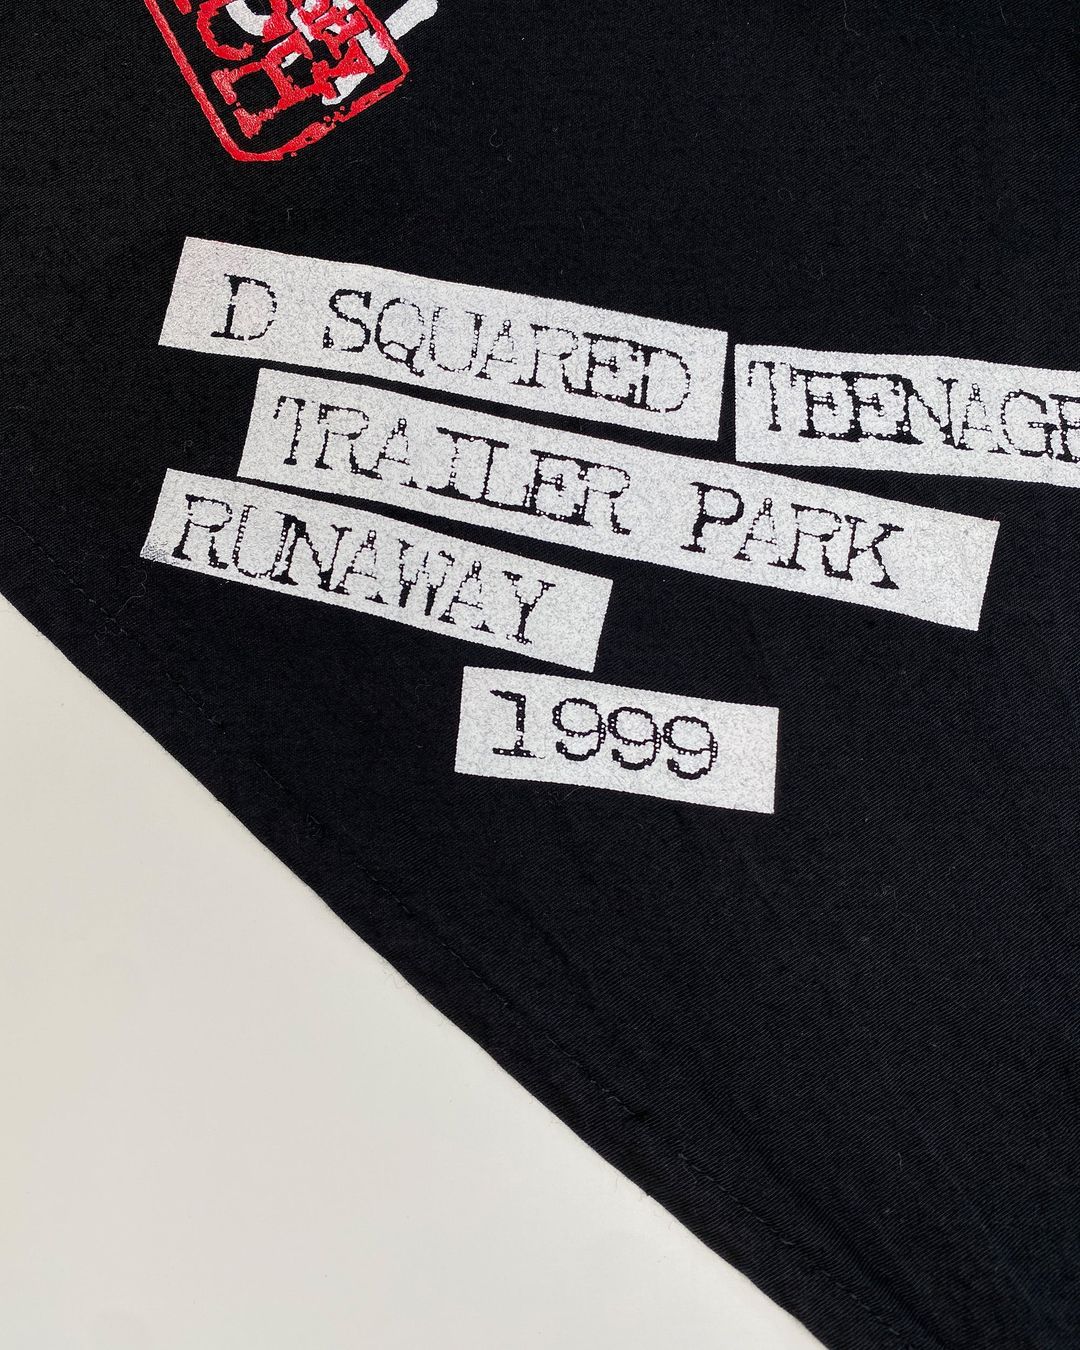 D SQUARED TEENAGE
TRAILER PARK
RUNAWAY
1999